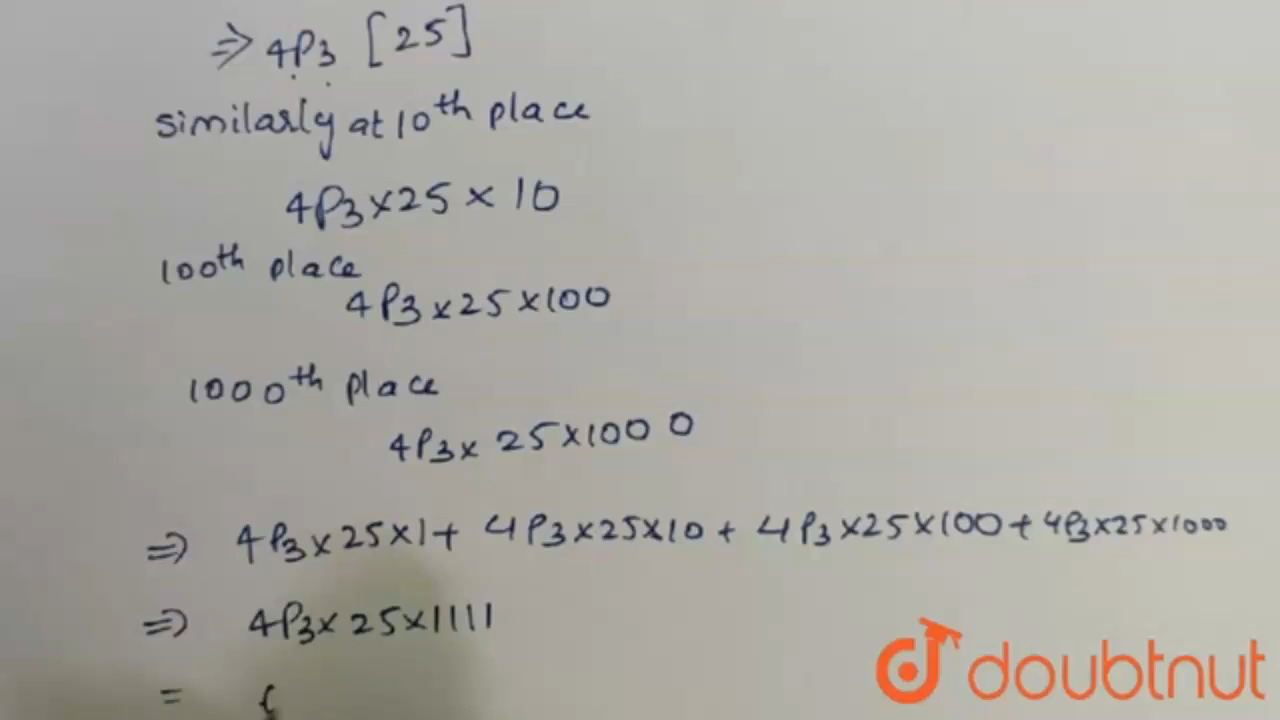 ⇒ 4P3 [25]
similarly at 10th place
4P3×25×10
100th place
4P3×25×100
1000th place
4P3×25×1000
⇒ 4P3×25×1+ 4P3×25×10+ 4P3×25×100+4P3×25×1000
⇒ 4P3×25×1111
=
doubtnut